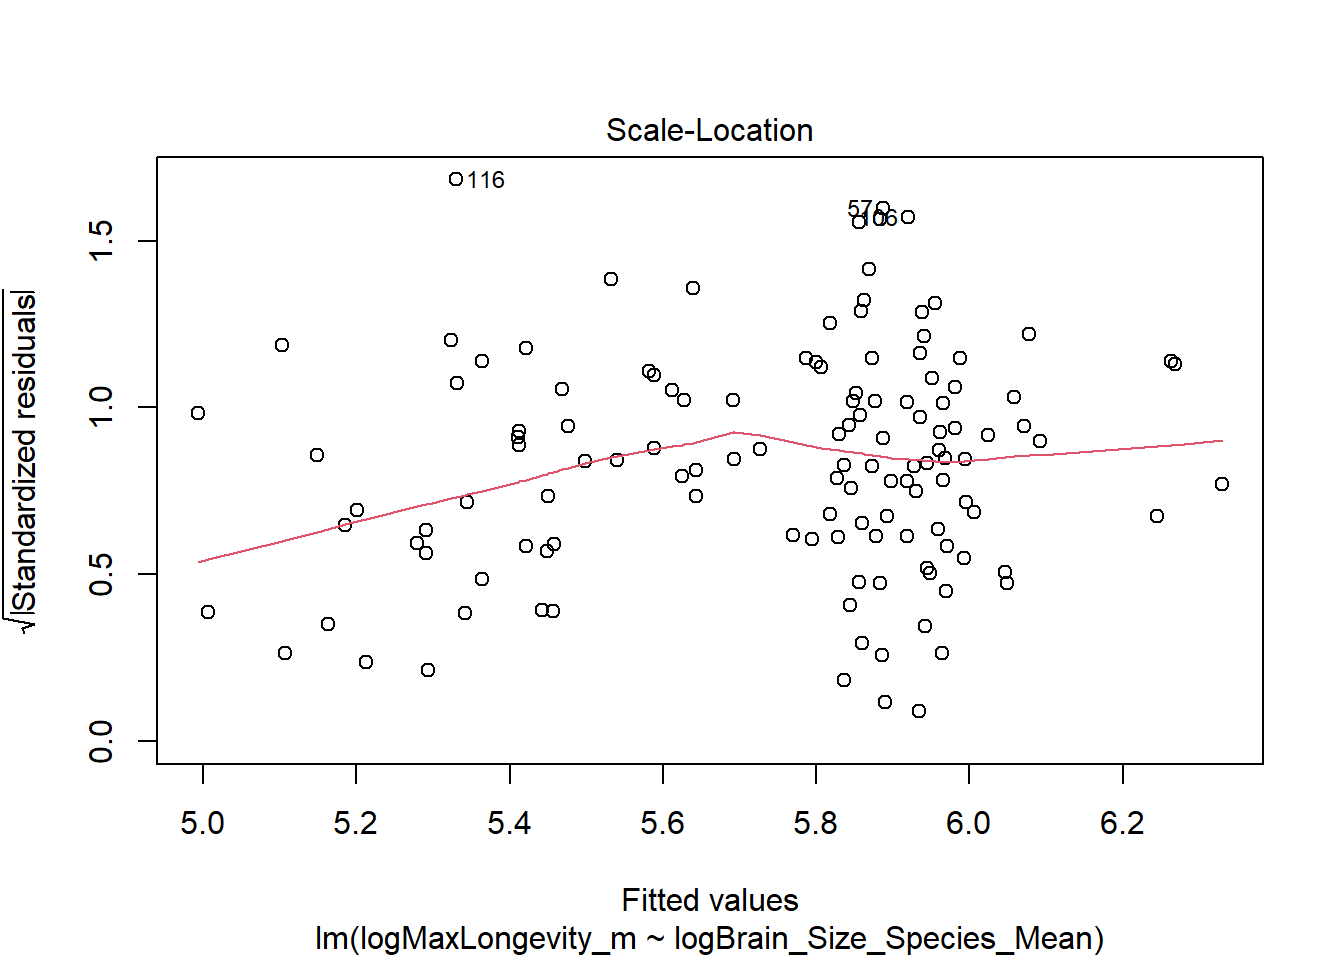 Scale-Location
116
57
106
1.5
1.0
0.5
0.0
√|Standardized residuals|
5.0 5.2 5.4 5.6 5.8 6.0 6.2
Fitted values
lm(logMaxLongevity_m ~ logBrain_Size_Species_Mean)